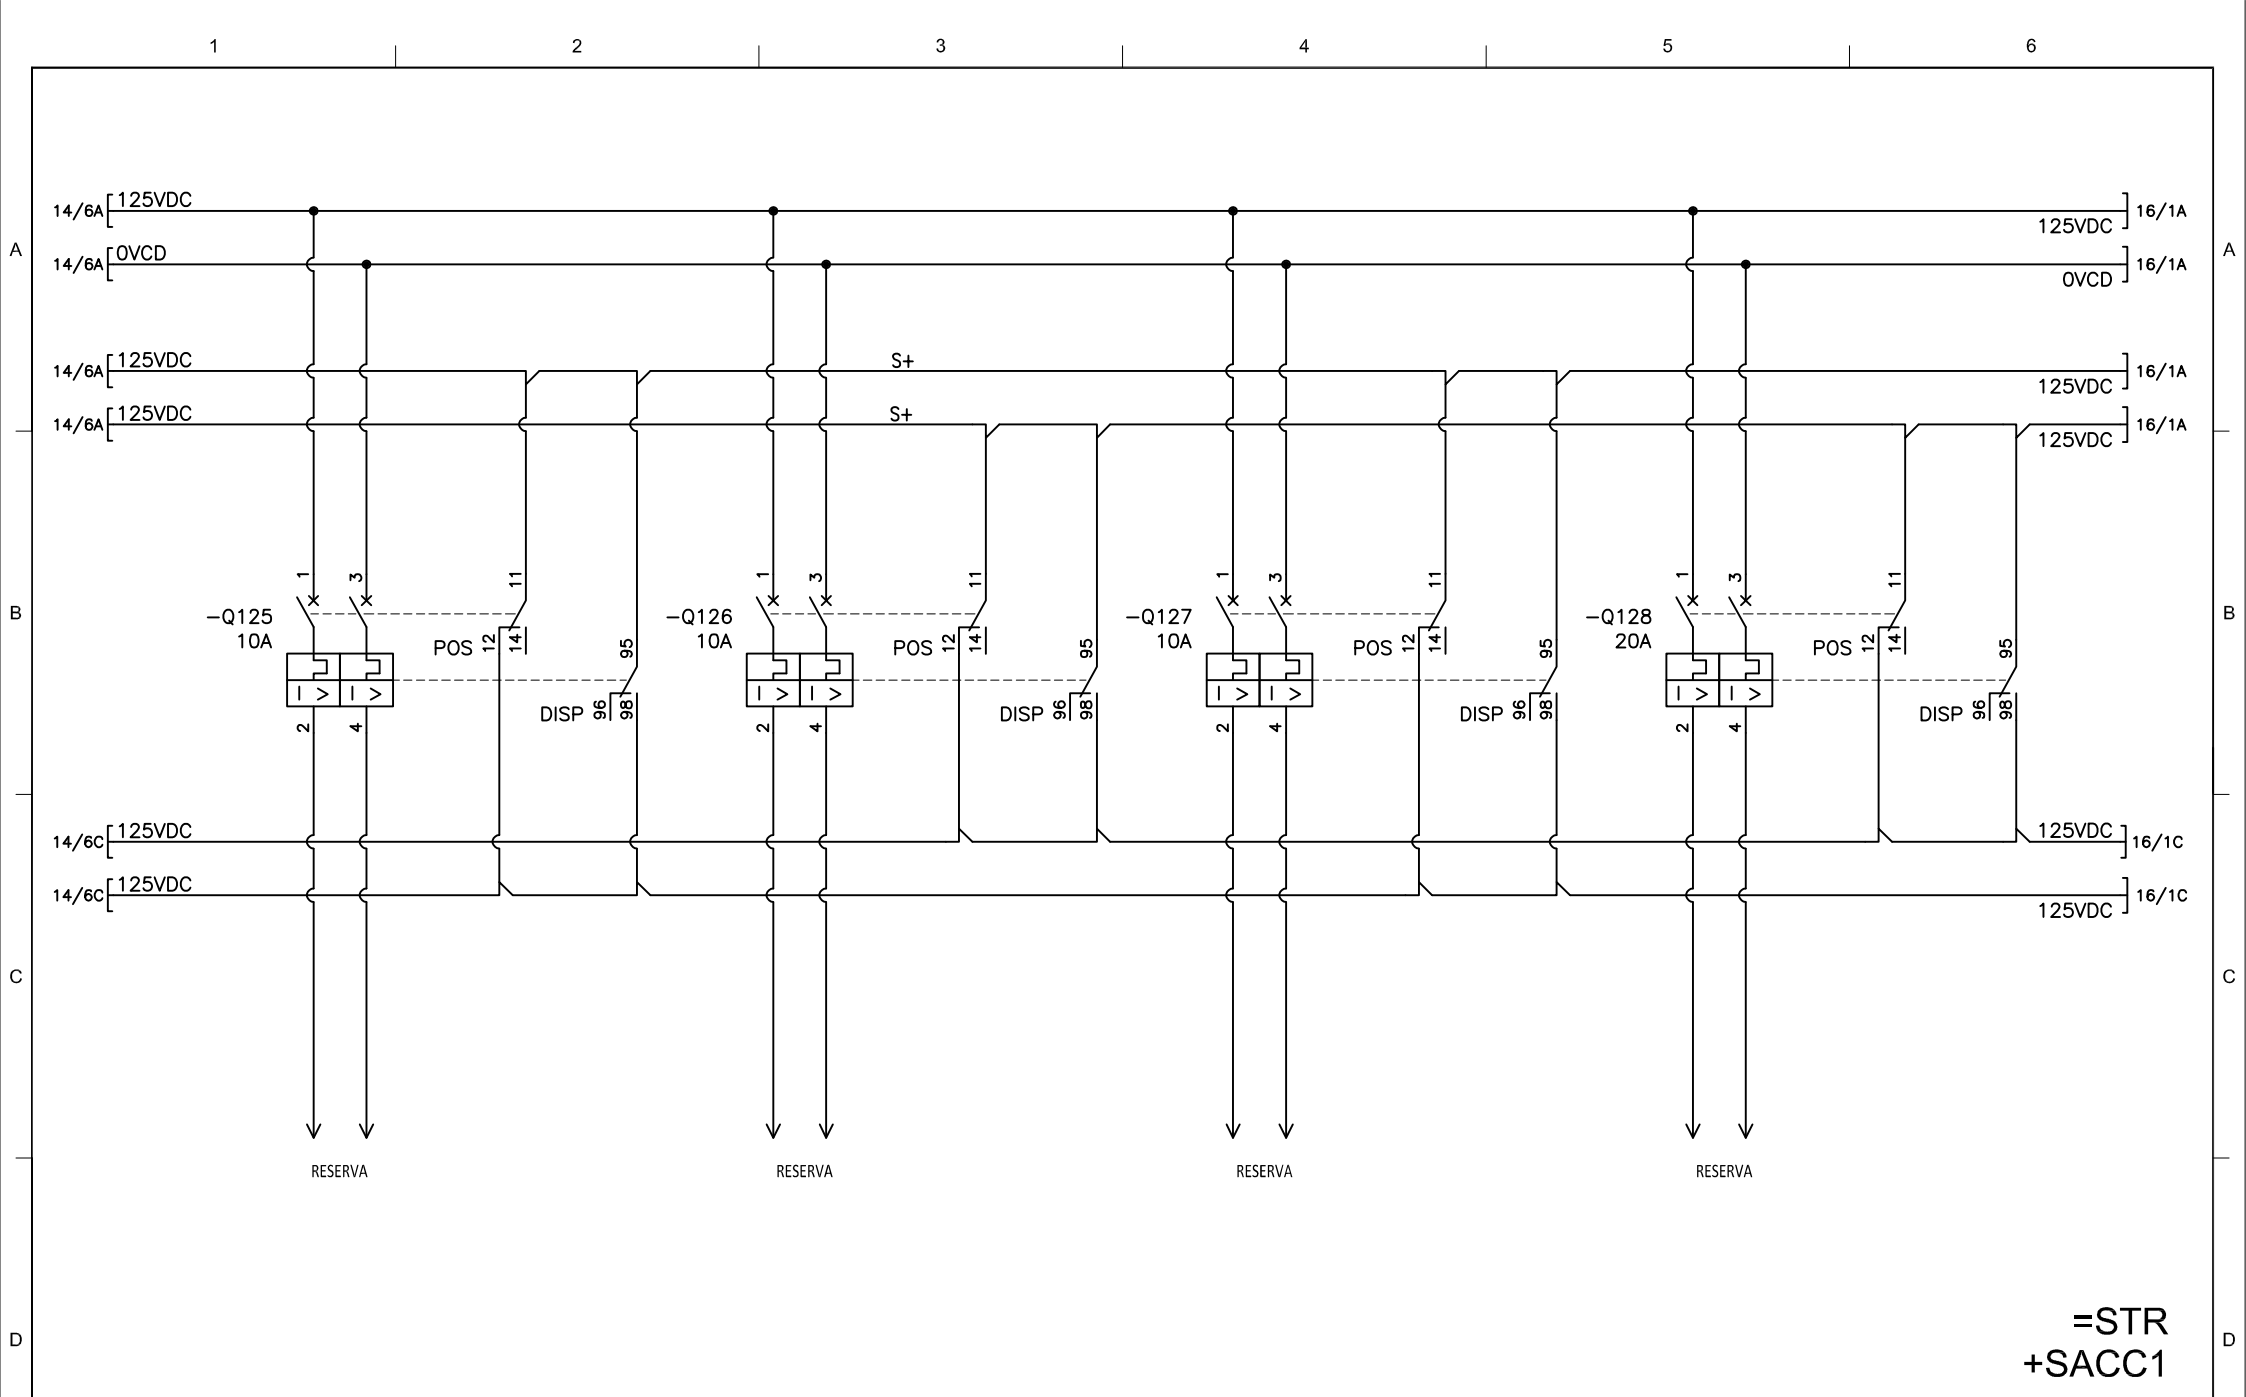 1 2 3 4 5 6
14/6A 125VDC 125VDC 16/1A
A 14/6A 0VCD 0VCD 16/1A A
14/6A 125VDC S+ 125VDC 16/1A
14/6A 125VDC S+ 125VDC 16/1A
1 3 11 1 3 11 1 3 11 1 3 11
B -Q125 -Q126 -Q127 -Q128 B
10A POS 12 14 95 10A POS 12 14 95 10A POS 12 14 95 20A POS 12 14 95
I > I > I > I > I > I > I > I >
2 4 DISP 96 98 2 4 DISP 96 98 2 4 DISP 96 98 2 4 DISP 96 98
14/6C 125VDC 125VDC 16/1C
14/6C 125VDC 125VDC 16/1C
C C
RESERVA RESERVA RESERVA RESERVA
=STR
D D
+SACC1